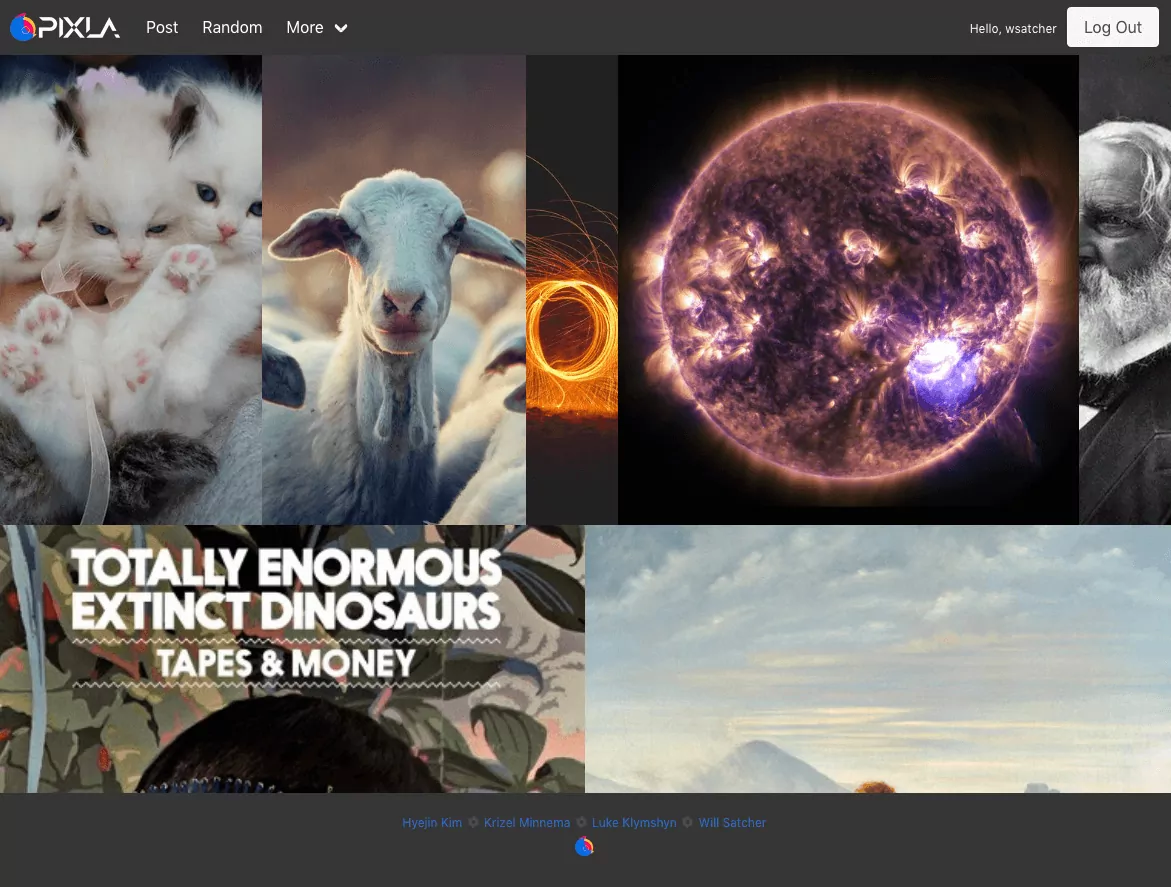 PIXLA
Post
Random
More
Hello, wsatcher
Log Out
TOTALLY ENORMOUS
EXTINCT DINOSAURS
TAPES & MONEY
Hyejin Kim
Krizel Minnema
Luke Klymshyn
Will Satcher